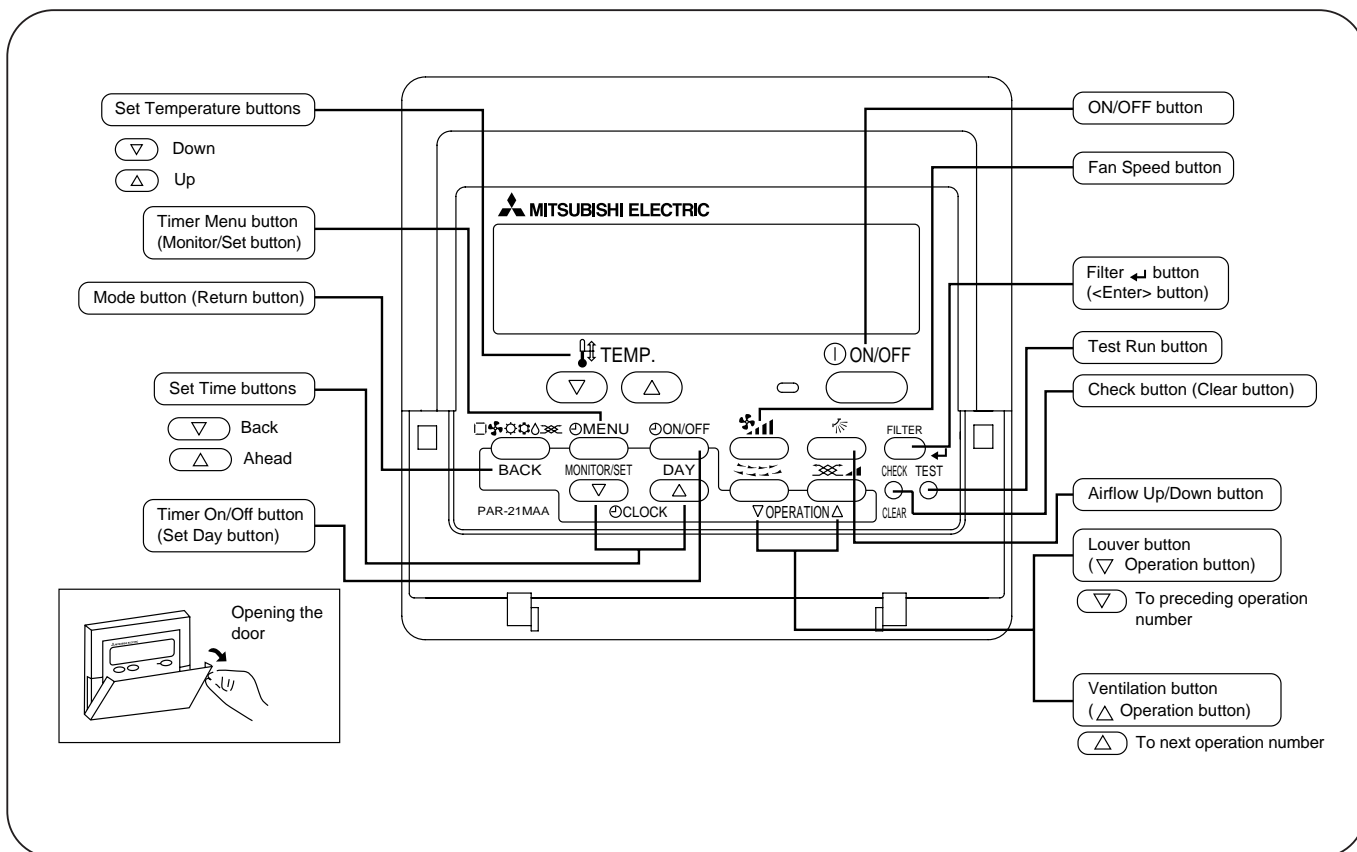 Set Temperature buttons
▽ Down
△ Up
Timer Menu button
(Monitor/Set button)
Mode button (Return button)
Set Time buttons
▽ Back
△ Ahead
Timer On/Off button
(Set Day button)
Opening the
door
MITSUBISHI ELECTRIC
TEMP.
ON/OFF
▽ △
MENU
ON/OFF
FILTER
BACK
MONITOR/SET
DAY
CHECK TEST
▽ △
PAR-21MAA
CLOCK
▽ OPERATION △
CLEAR
ON/OFF button
Fan Speed button
Filter ↵ button
(<Enter> button)
Test Run button
Check button (Clear button)
Airflow Up/Down button
Louver button
(▽ Operation button)
▽ To preceding operation
number
Ventilation button
(△ Operation button)
△ To next operation number